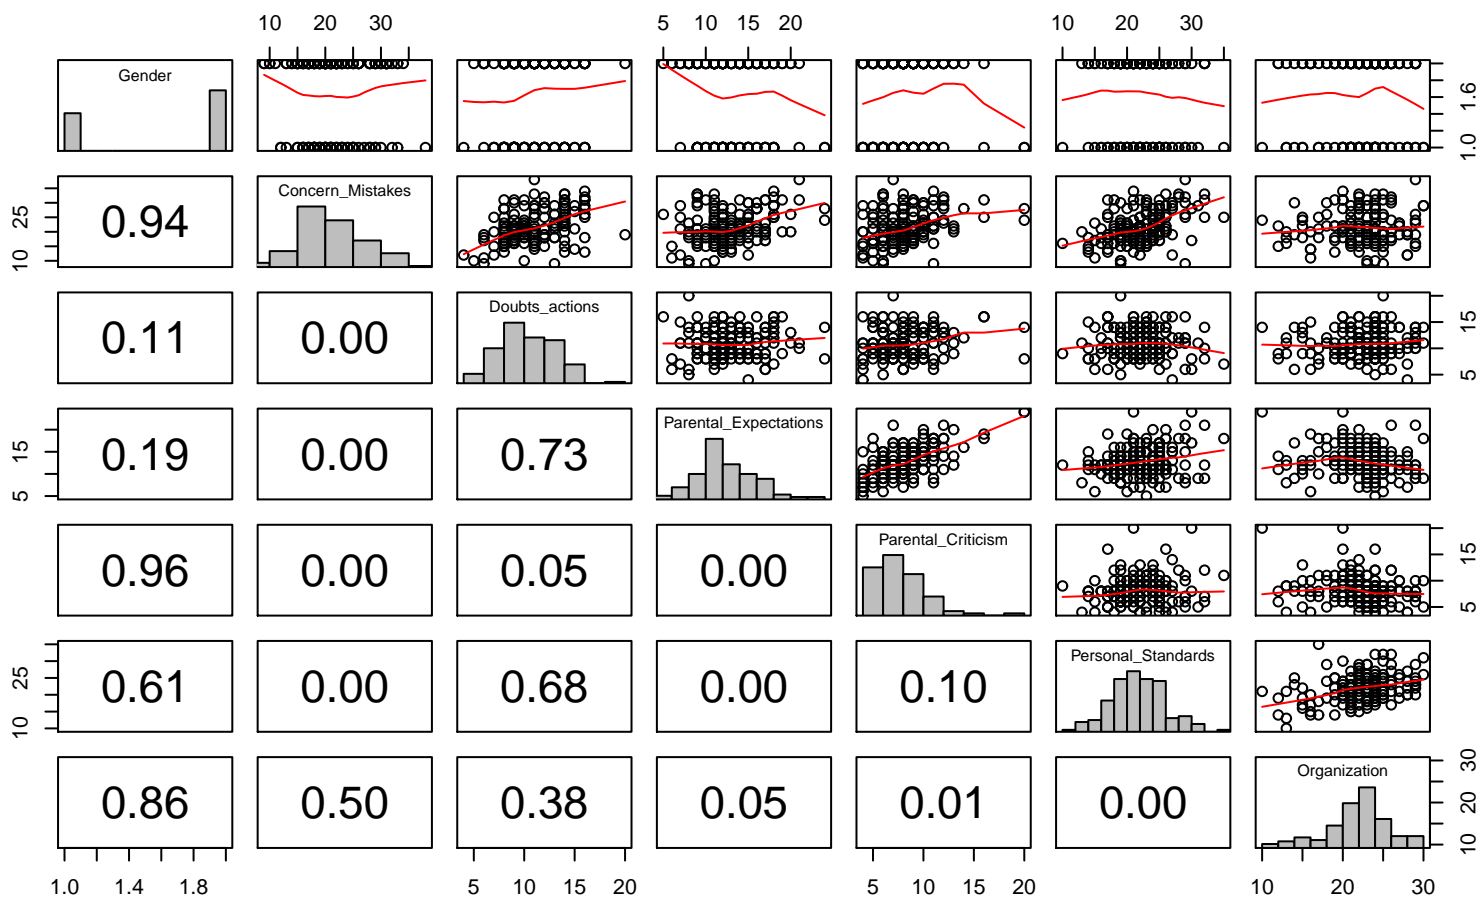 10 20 30 5 10 15 20 10 20 30
Gender
1.0 1.6
0.94 Concern_Mistakes
10 25
0.11 0.00 Doubts_actions
5 15
0.19 0.00 0.73 Parental_Expectations
5 15
0.96 0.00 0.05 0.00 Parental_Criticism
5 15
0.61 0.00 0.68 0.00 0.10 Personal_Standards
10 25
0.86 0.50 0.38 0.05 0.01 0.00 Organization
10 20 30
1.0 1.4 1.8 5 10 15 20 5 10 15 20 10 20 30